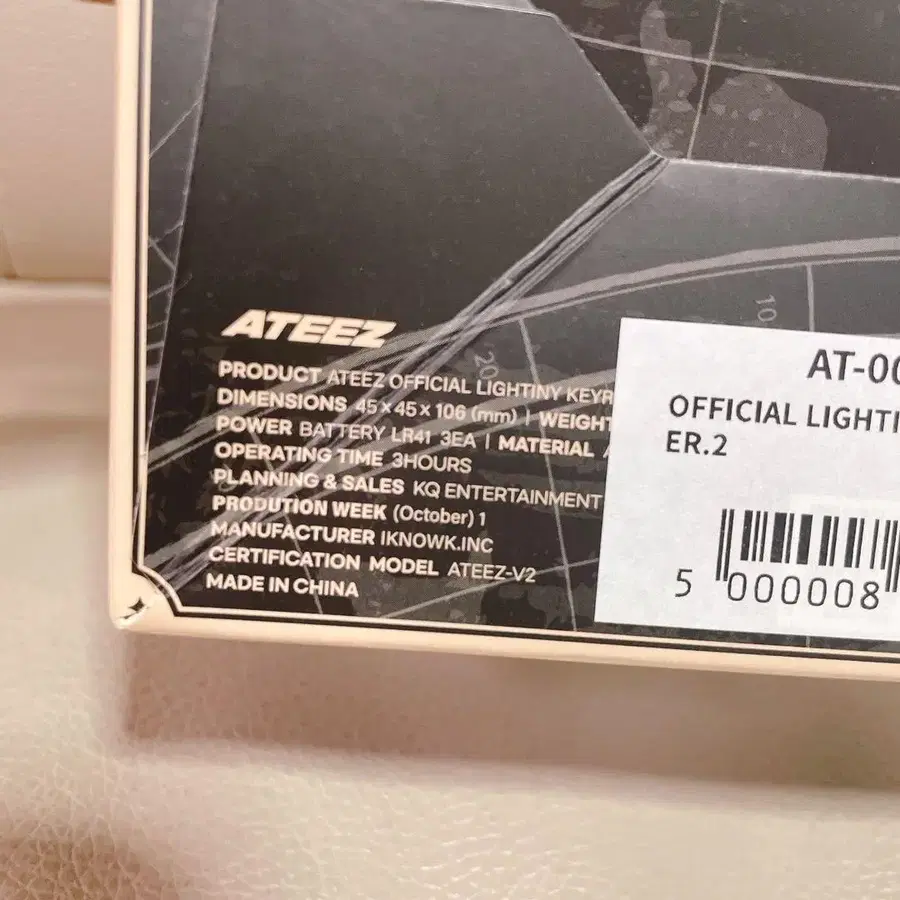 ATEEZ
PRODUCT ATEEZ OFFICIAL LIGHTINY KEYR
DIMENSIONS 45 x 45 x 106 (mm) | WEIGHT
POWER BATTERY LR41 3EA | MATERIAL
OPERATING TIME 3HOURS
PLANNING & SALES KQ ENTERTAINMENT
PRODUTION WEEK (October) 1
MANUFACTURER IKNOWK.INC
CERTIFICATION MODEL ATEEZ-V2
MADE IN CHINA
20
10
AT-00
OFFICIAL LIGHTI
ER.2
5 000008